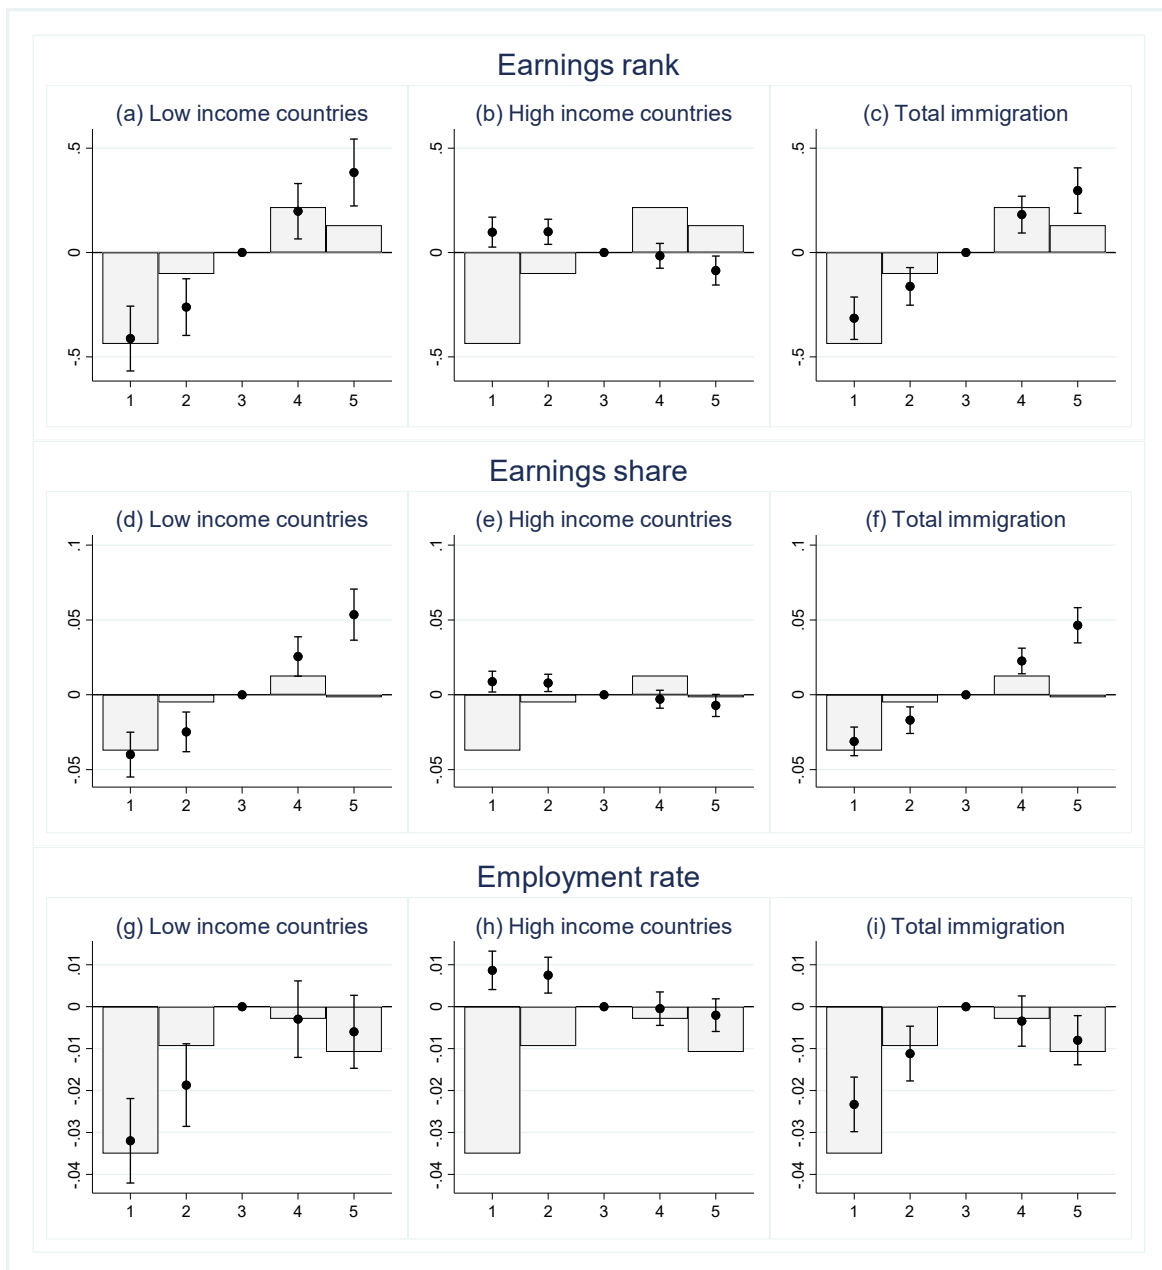 Earnings rank
(a) Low income countries
(b) High income countries
(c) Total immigration
.5
0
-.5
1 2 3 4 5
.5
0
-.5
1 2 3 4 5
.5
0
-.5
1 2 3 4 5
Earnings share
(d) Low income countries
(e) High income countries
(f) Total immigration
.1
.05
0
-.05
1 2 3 4 5
.1
.05
0
-.05
1 2 3 4 5
.1
.05
0
-.05
1 2 3 4 5
Employment rate
(g) Low income countries
(h) High income countries
(i) Total immigration
.01
0
-.01
-.02
-.03
-.04
1 2 3 4 5
.01
0
-.01
-.02
-.03
-.04
1 2 3 4 5
.01
0
-.01
-.02
-.03
-.04
1 2 3 4 5